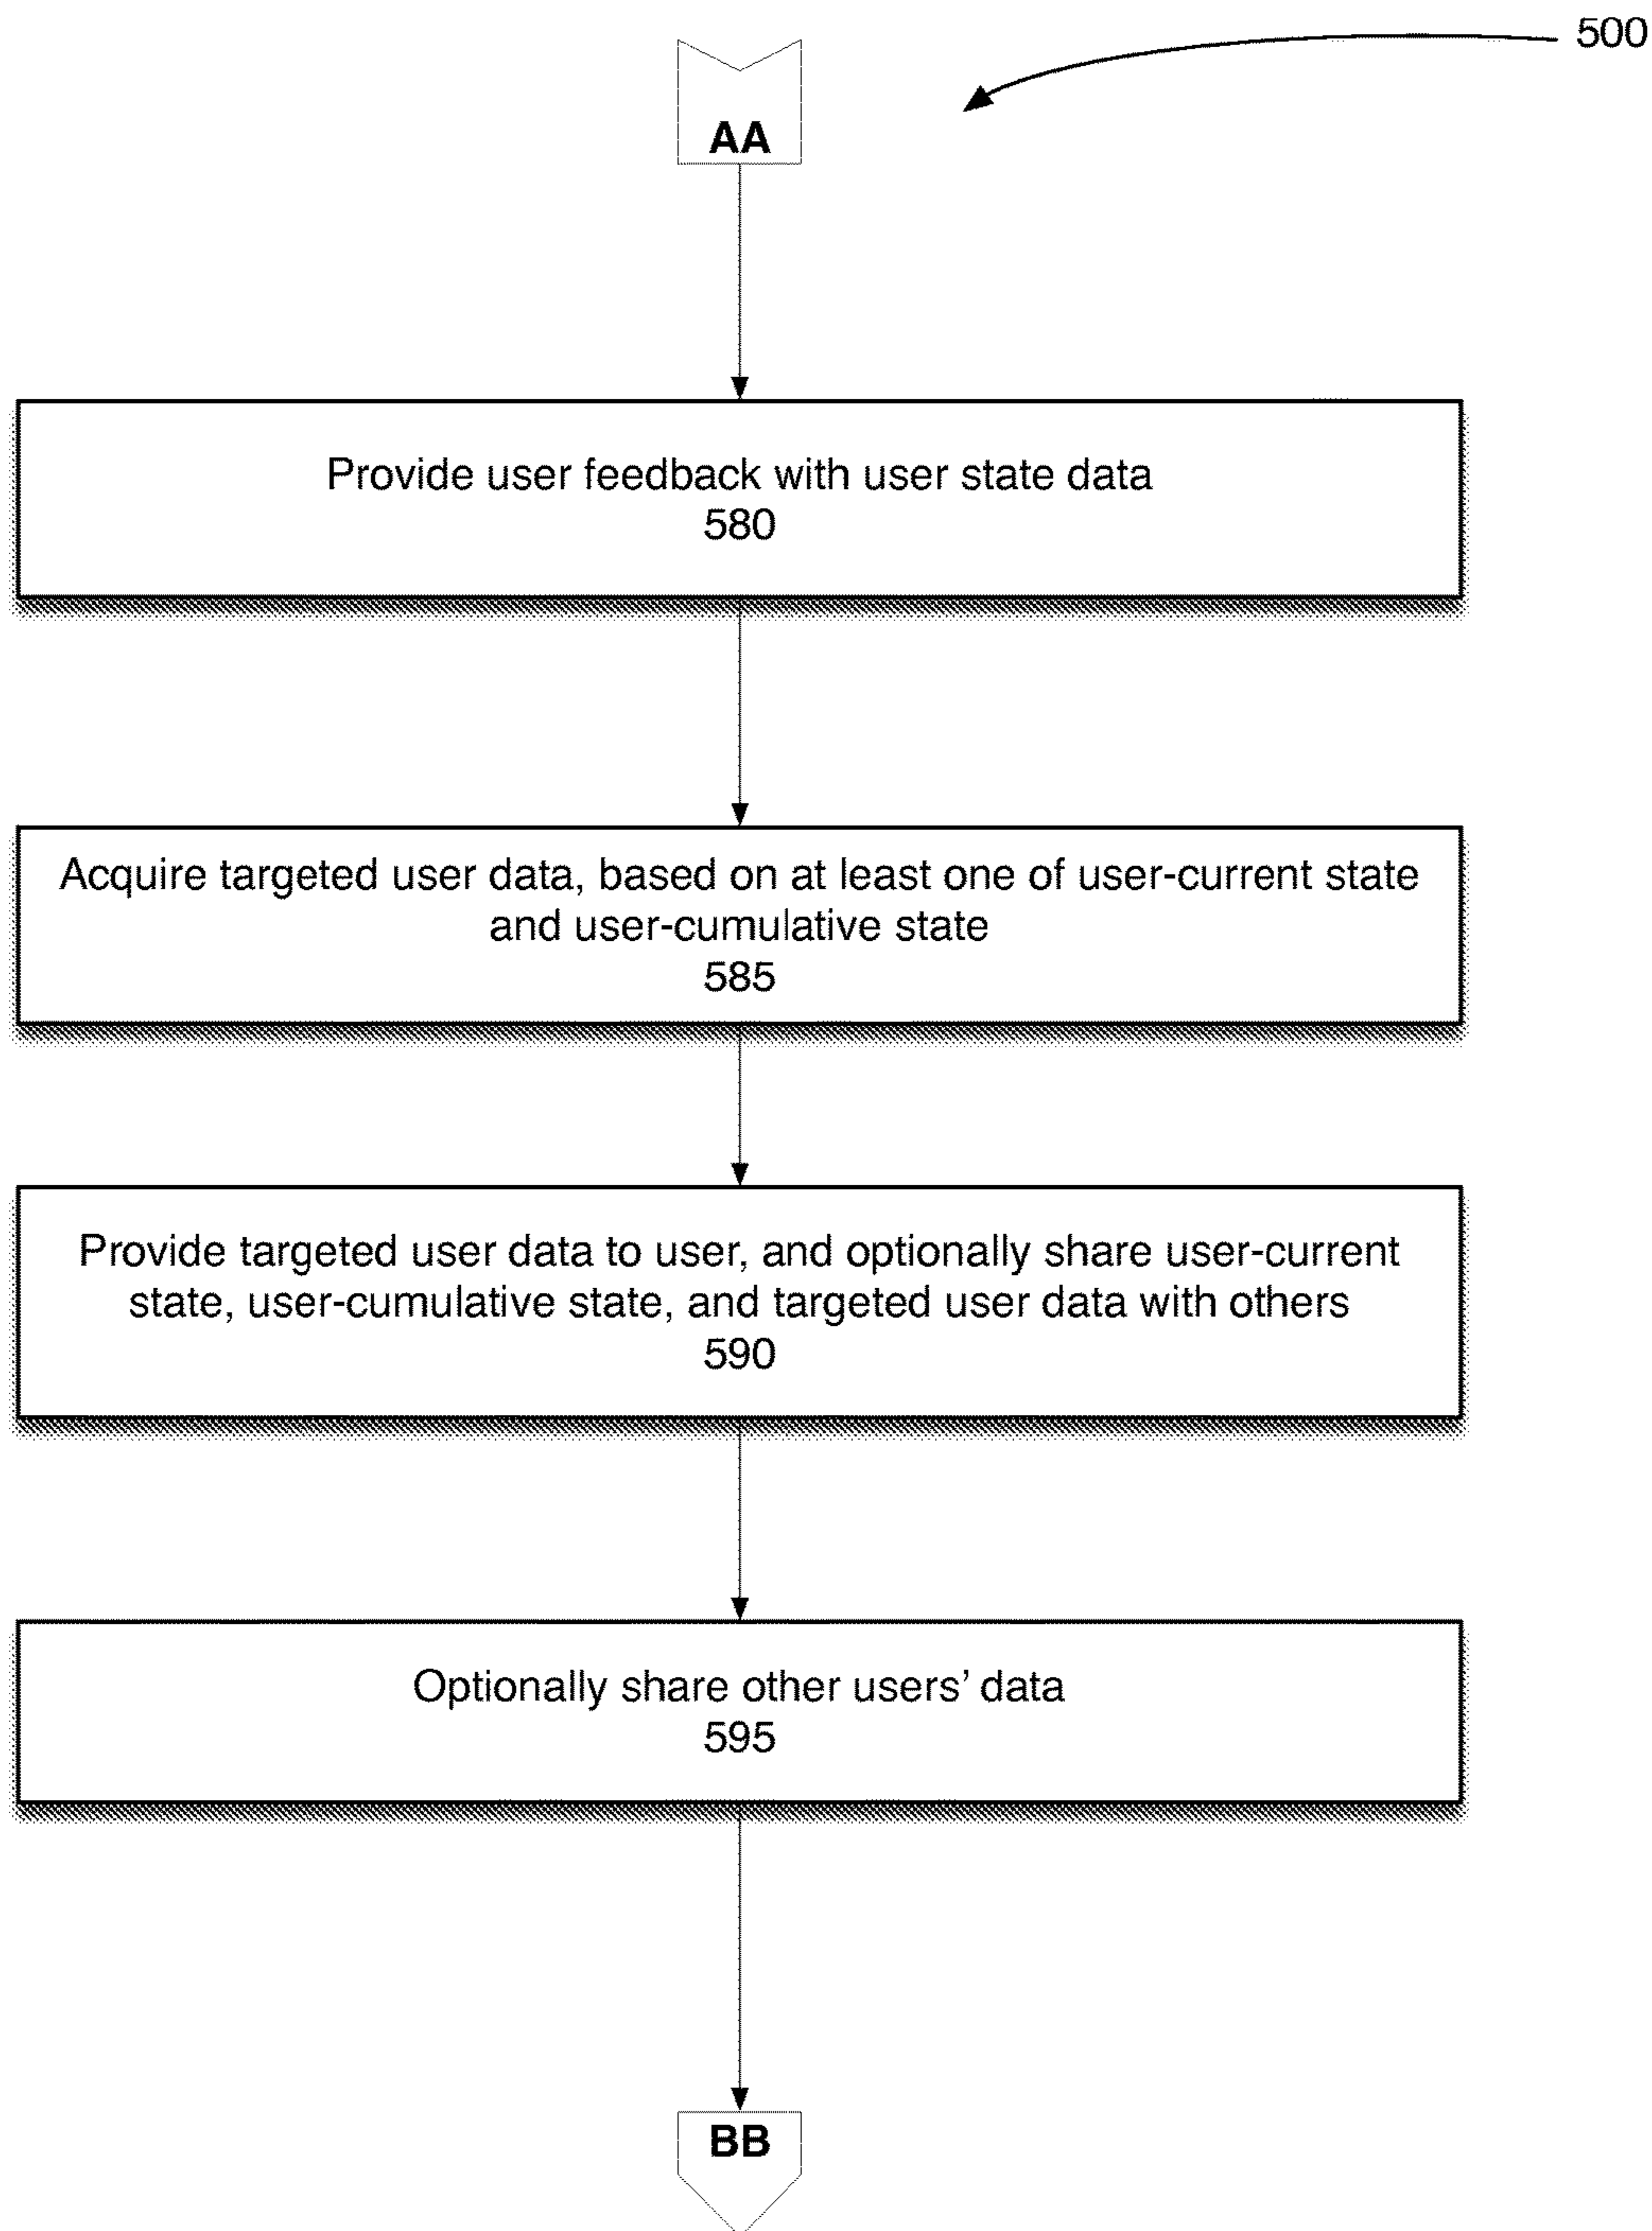 500
AA
Provide user feedback with user state data
580
Acquire targeted user data, based on at least one of user-current state
and user-cumulative state
585
Provide targeted user data to user, and optionally share user-current
state, user-cumulative state, and targeted user data with others
590
Optionally share other users’ data
595
BB